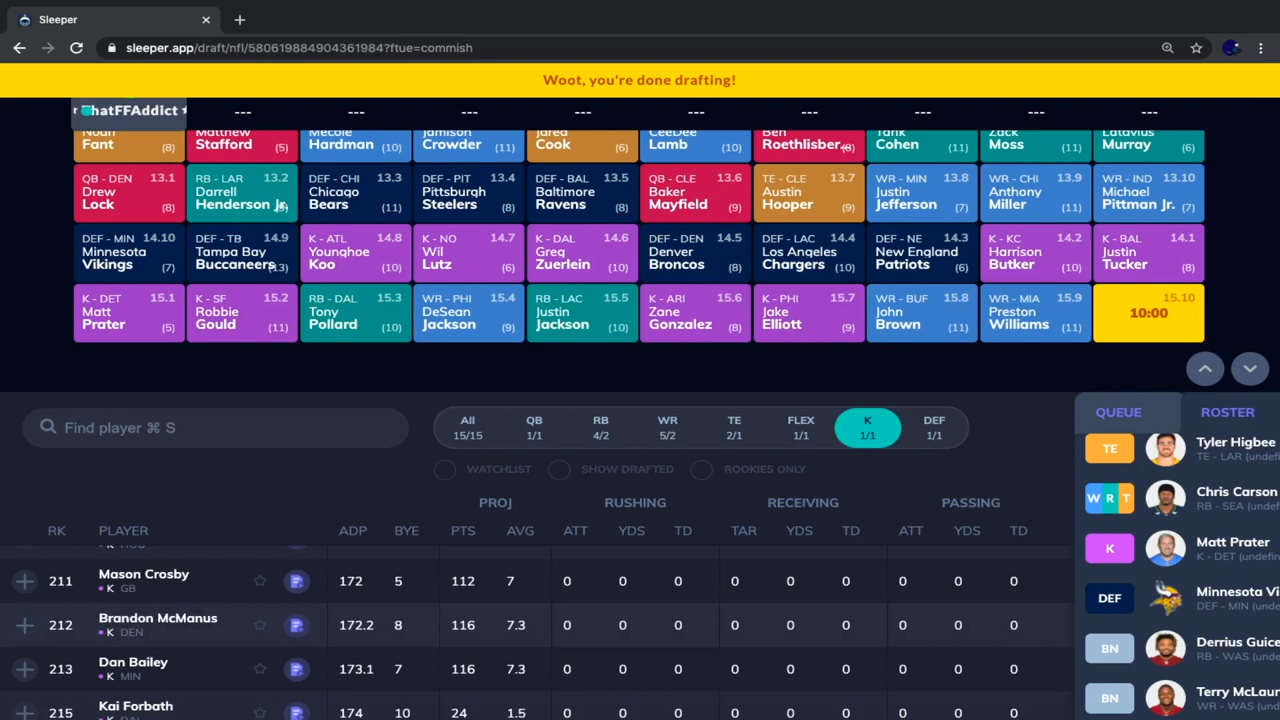 Sleeper
sleeper.app/draft/nfl/580619884904361984?ftue=commish
Woot, you're done drafting!
ThatFFAddict --- --- --- --- --- --- --- --- ---
Noah Matthew Mecole Jamison Jared CeeDee Ben Tarik Zack Latavius
Fant (8) Stafford (5) Hardman (10) Crowder (11) Cook (6) Lamb (10) Roethlisber... Cohen (11) Moss (11) Murray (6)
QB - DEN 13.1 RB - LAR 13.2 DEF - CHI 13.3 DEF - PIT 13.4 DEF - BAL 13.5 QB - CLE 13.6 TE - CLE 13.7 WR - MIN 13.8 WR - CHI 13.9 WR - IND 13.10
Drew Darrell Chicago Pittsburgh Baltimore Baker Austin Justin Anthony Michael
Lock (8) Henderson Jr. Bears (11) Steelers (8) Ravens (8) Mayfield (9) Hooper (9) Jefferson (7) Miller (11) Pittman Jr. (7)
DEF - MIN 14.10 DEF - TB 14.9 K - ATL 14.8 K - NO 14.7 K - DAL 14.6 DEF - DEN 14.5 DEF - LAC 14.4 DEF - NE 14.3 K - KC 14.2 K - BAL 14.1
Minnesota Tampa Bay Younghoe Wil Greg Denver Los Angeles New England Harrison Justin
Vikings (7) Buccaneers (13) Koo (10) Lutz (6) Zuerlein (10) Broncos (8) Chargers (10) Patriots (6) Butker (10) Tucker (8)
K - DET 15.1 K - SF 15.2 RB - DAL 15.3 WR - PHI 15.4 RB - LAC 15.5 K - ARI 15.6 K - PHI 15.7 WR - BUF 15.8 WR - MIA 15.9 15.10
Matt Robbie Tony DeSean Justin Zane Jake John Preston 10:00
Prater (5) Gould (11) Pollard (10) Jackson (9) Jackson (10) Gonzalez (8) Elliott (9) Brown (11) Williams (11)
Find player ⌘ S
All QB RB WR TE FLEX K DEF
15/15 1/1 4/2 5/2 2/1 1/1 1/1 1/1
WATCHLIST SHOW DRAFTED ROOKIES ONLY
PROJ RUSHING RECEIVING PASSING
RK PLAYER ADP BYE PTS AVG ATT YDS TD TAR YDS TD ATT YDS TD
211 Mason Crosby 172 5 112 7 0 0 0 0 0 0 0 0 0
K GB
212 Brandon McManus 172.2 8 116 7.3 0 0 0 0 0 0 0 0 0
K DEN
213 Dan Bailey 173.1 7 116 7.3 0 0 0 0 0 0 0 0 0
K MIN
215 Kai Forbath 174 10 24 1.5 0 0 0 0 0 0 0 0 0
QUEUE ROSTER
TE Tyler Higbee
TE - LAR (undefi
W R T Chris Carson
RB - SEA (undef
K Matt Prater
K - DET (undefin
DEF Minnesota Vi
DEF - MIN (unde
BN Derrius Guice
RB - WAS (unde
BN Terry McLau
WR - WAS (und